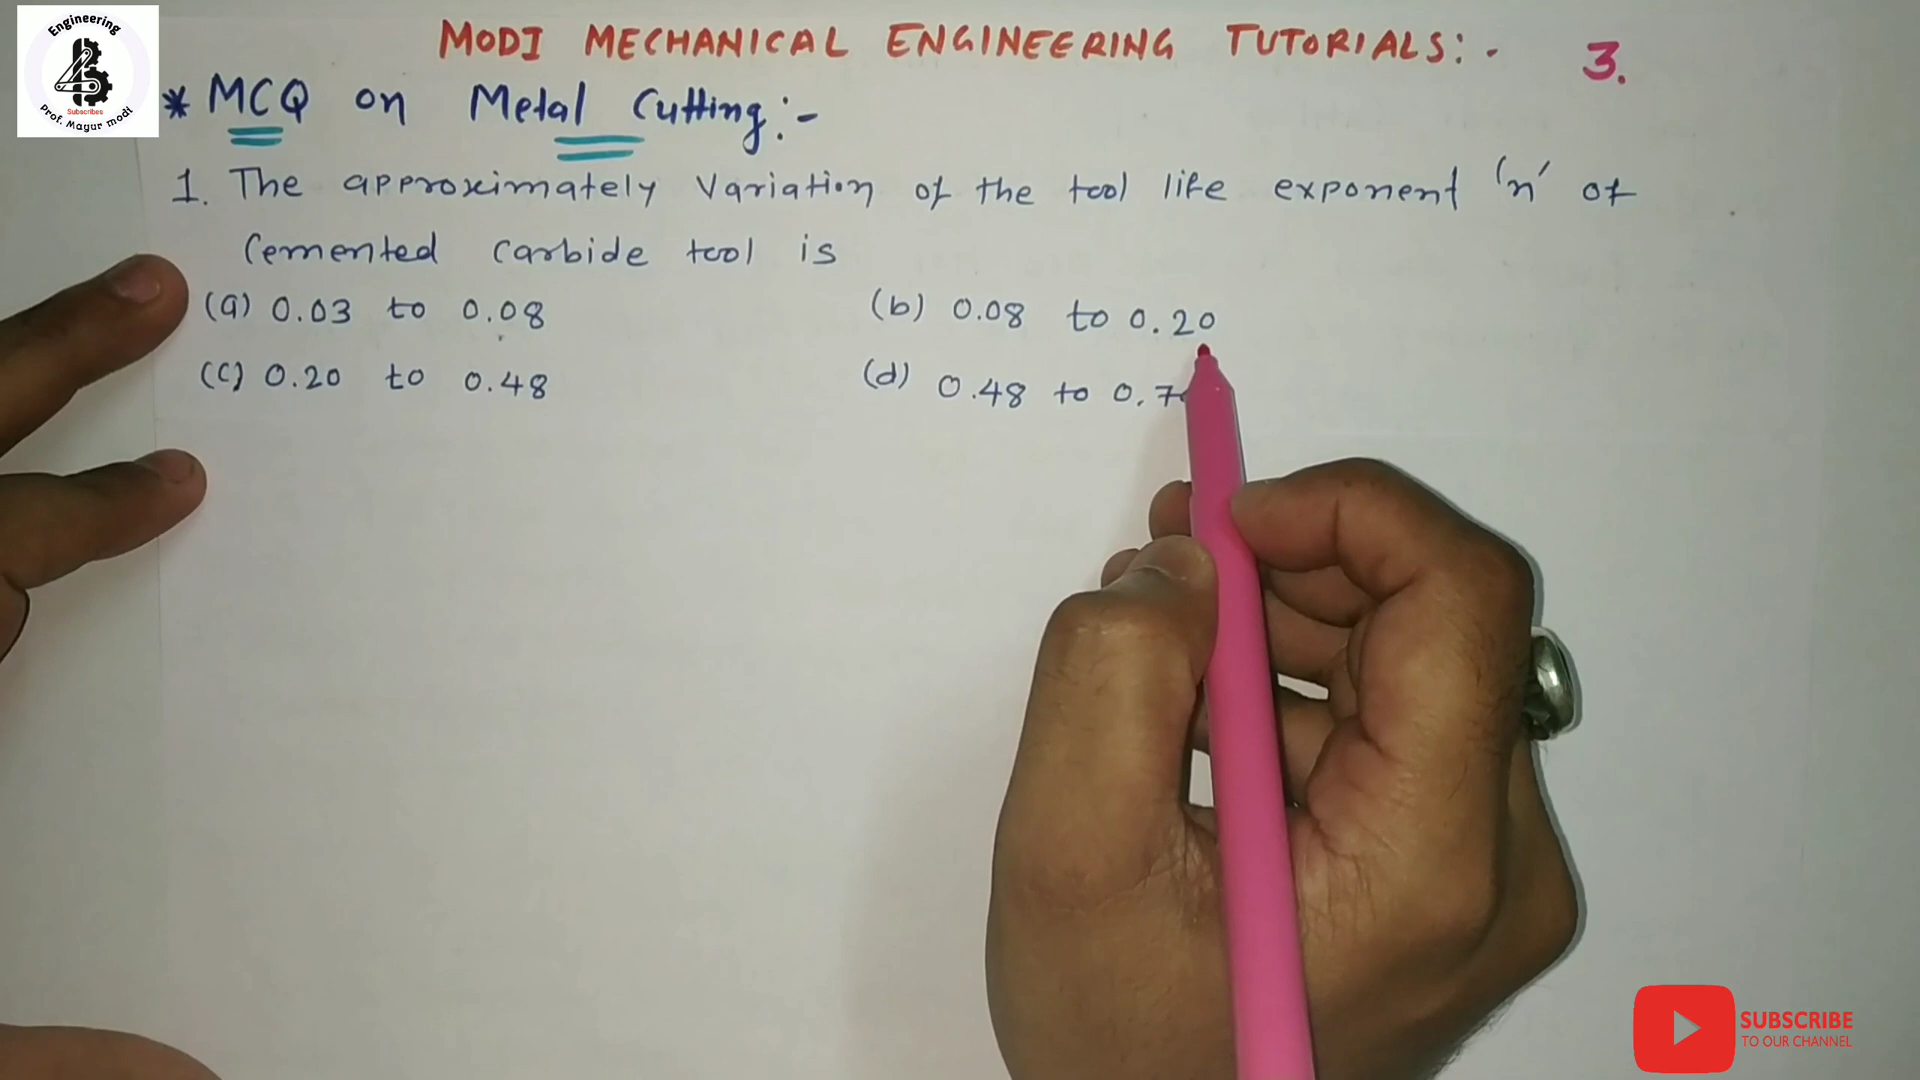 Engineering
Subscribes
Prof. Mayur modi
MODI MECHANICAL ENGINEERING TUTORIALS:-
3.
* MCQ on Metal Cutting:-
1. The approximately Variation of the tool life exponent 'n' of
Cemented carbide tool is
(a) 0.03 to 0.08
(b) 0.08 to 0.20
(c) 0.20 to 0.48
(d) 0.48 to
SUBSCRIBE
TO OUR CHANNEL